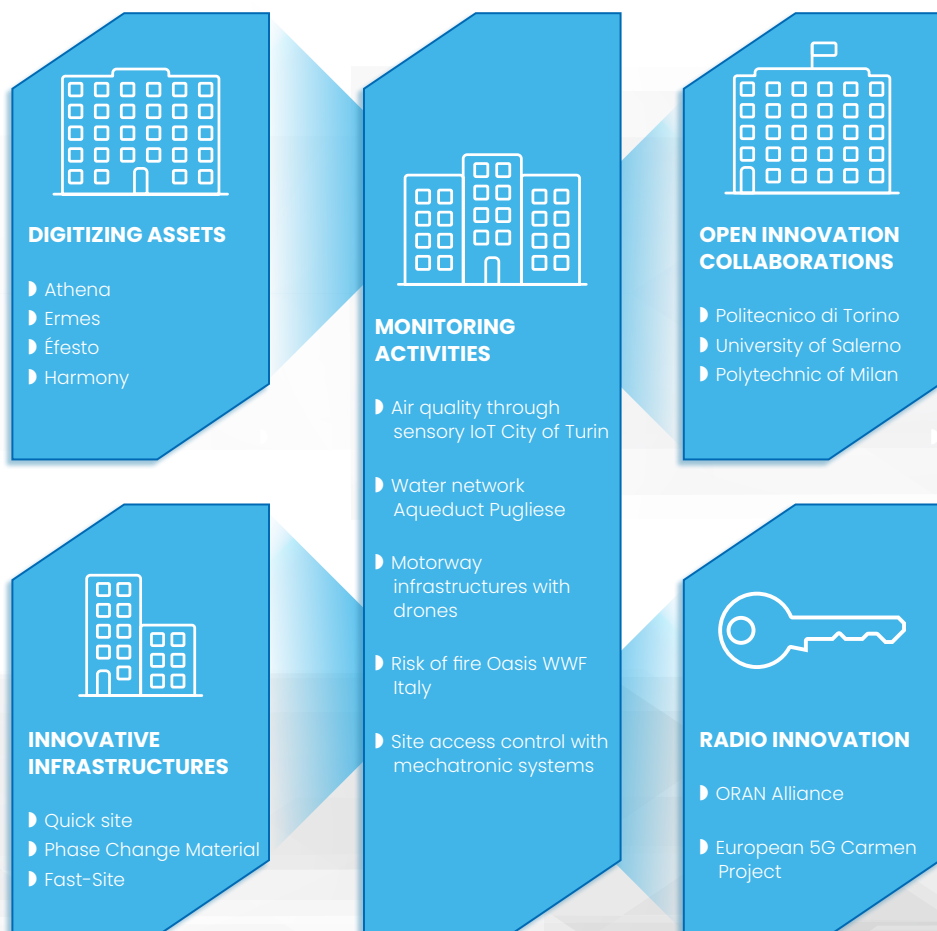 DIGITIZING ASSETS
◗ Athena
◗ Ermes
◗ Éfesto
◗ Harmony
INNOVATIVE
INFRASTRUCTURES
◗ Quick site
◗ Phase Change Material
◗ Fast-Site
MONITORING
ACTIVITIES
◗ Air quality through
sensory IoT City of Turin
◗ Water network
Aqueduct Pugliese
◗ Motorway
infrastructures with
drones
◗ Risk of fire Oasis WWF
Italy
◗ Site access control with
mechatronic systems
OPEN INNOVATION
COLLABORATIONS
◗ Politecnico di Torino
◗ University of Salerno
◗ Polytechnic of Milan
RADIO INNOVATION
◗ ORAN Alliance
◗ European 5G Carmen
Project